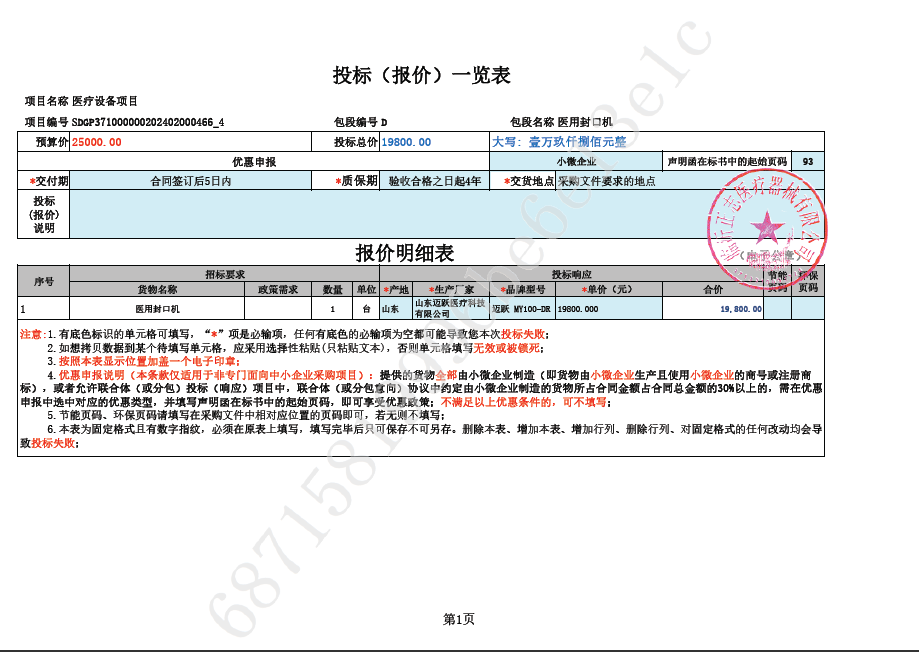 投标（报价）一览表
项目名称 医疗设备项目
项目编号 SDGP371000000202402000466_4 包段编号 D 包段名称 医用封口机
预算价 25000.00 投标总价 19800.00 大写: 壹万玖仟捌佰元整
优惠申报 小微企业 声明函在标书中的起始页码 93
*交付期 合同签订后5日内 *质保期 验收合格之日起4年 *交货地点 采购文件要求的地点
投标
(报价)
说明
（电子公章）
报价明细表
序号 招标要求 投标响应 节能页码 环保页码
货物名称 政策需求 数量 单位 *产地 *生产厂家 *品牌型号 *单价（元） 合价
1 医用封口机 1 台 山东 山东迈跃医疗科技有限公司 迈跃 MY100-DR 19800.000 19,800.00
注意:1.有底色标识的单元格可填写，“*”项是必输项，任何有底色的必输项为空都可能导致您本次投标失败;
2.如想拷贝数据到某个待填写单元格，应采用选择性粘贴(只粘贴文本)，否则单元格填写无效或被锁死;
3.按照本表显示位置加盖一个电子印章;
4.优惠申报说明（本条款仅适用于非专门面向中小企业采购项目）: 提供的货物全部由小微企业制造（即货物由小微企业生产且使用小微企业的商号或注册商
标），或者允许联合体（或分包）投标（响应）项目中，联合体（或分包意向）协议中约定由小微企业制造的货物所占合同金额占合同总金额的30%以上的，需在优惠
申报中选中对应的优惠类型，并填写声明函在标书中的起始页码，即可享受优惠政策；不满足以上优惠条件的，可不填写;
5.节能页码、环保页码请填写在采购文件中相对应位置的页码即可，若无则不填写;
6.本表为固定格式且有数字指纹，必须在原表上填写，填写完毕后只可保存不可另存。删除本表、增加本表、增加行列、删除行列、对固定格式的任何改动均会导
致投标失败;
第1页